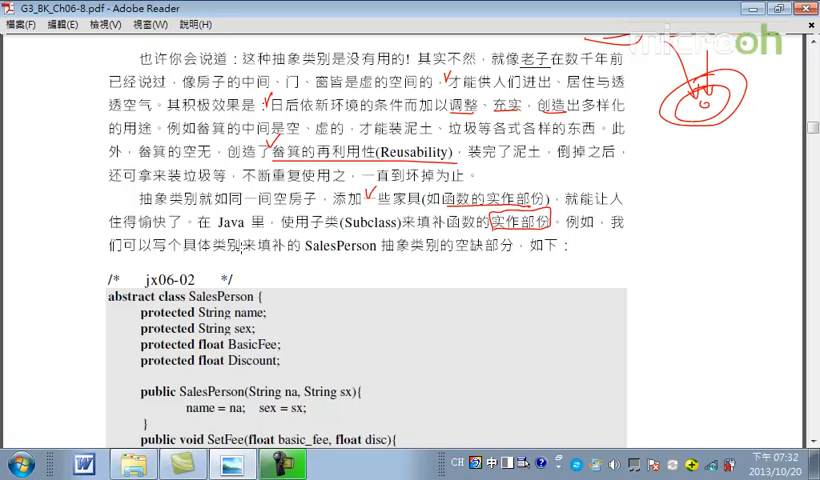 G3_BK_Ch06-8.pdf - Adobe Reader
檔案(F) 編輯(E) 檢視(V) 視窗(W) 說明(H)
microoh
也许你会说道：这种抽象类别是没有用的! 其实不然，就像老子在数千年前
已经说过，像房子的中间、门、窗皆是虚的空间的，才能供人们进出、居住与透
透空气。其积极效果是：日后依新环境的条件而加以调整、充实，创造出多样化
的用途。例如畚箕的中间是空、虚的，才能装泥土、垃圾等各式各样的东西。此
外，畚箕的空无，创造了畚箕的再利用性(Reusability)，装完了泥土，倒掉之后，
还可拿来装垃圾等，不断重复使用之，一直到坏掉为止。
抽象类别就如同一间空房子，添加一些家具(如函数的实作部份)，就能让人
住得愉快了。在 Java 里，使用子类(Subclass)来填补函数的实作部份。例如，我
们可以写个具体类别来填补的 SalesPerson 抽象类别的空缺部分，如下：
/* jx06-02 */
abstract class SalesPerson {
protected String name;
protected String sex;
protected float BasicFee;
protected float Discount;
public SalesPerson(String na, String sx){
name = na; sex = sx;
}
public void SetFee(float basic_fee, float disc){
CH 中
下午 07:32
2013/10/20